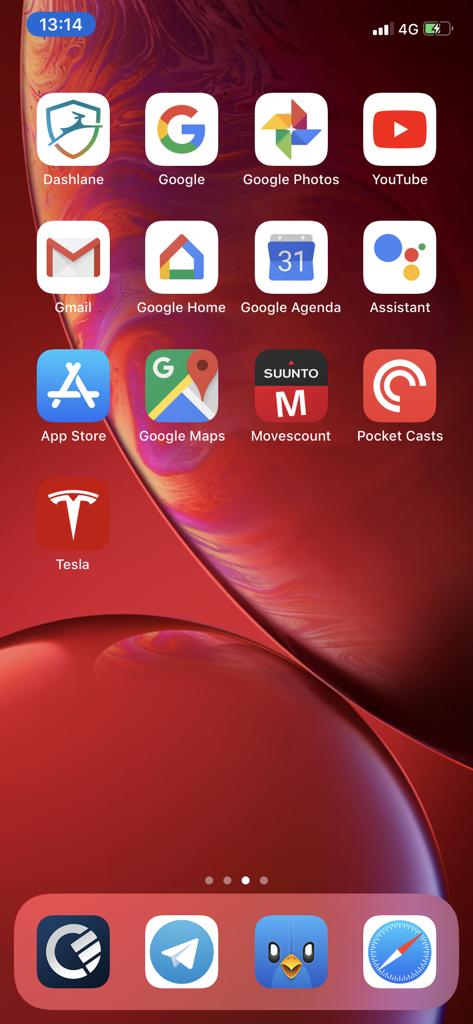 13:14
4G
Dashlane
Google
Google Photos
YouTube
31
Gmail
Google Home
Google Agenda
Assistant
SUUNTO
M
G
App Store
Google Maps
Movescount
Pocket Casts
Tesla